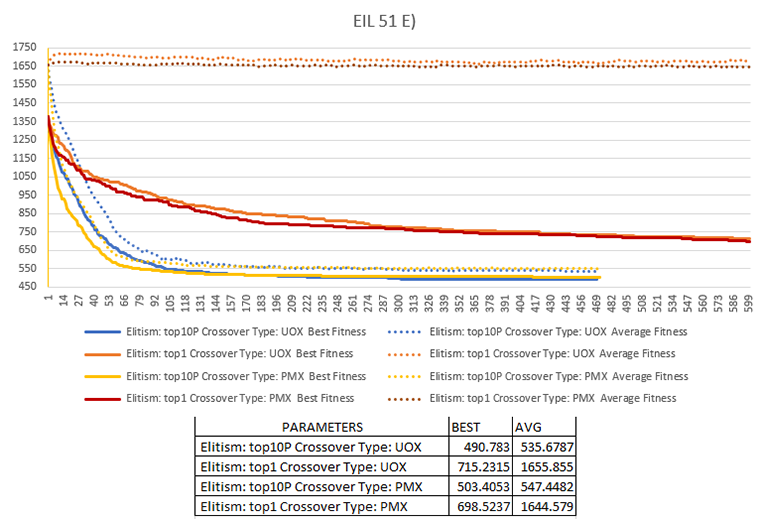 EIL 51 E)
1750
1650
1550
1450
1350
1250
1150
1050
950
850
750
650
550
450
1 14 27 40 53 66 79 92 105 118 131 144 157 170 183 196 209 222 235 248 261 274 287 300 313 326 339 352 365 378 391 404 417 430 443 456 469 482 495 508 521 534 547 560 573 586 599
Elitism: top10P Crossover Type: UOX Best Fitness Elitism: top10P Crossover Type: UOX Average Fitness
Elitism: top1 Crossover Type: UOX Best Fitness Elitism: top1 Crossover Type: UOX Average Fitness
Elitism: top10P Crossover Type: PMX Best Fitness Elitism: top10P Crossover Type: PMX Average Fitness
Elitism: top1 Crossover Type: PMX Best Fitness Elitism: top1 Crossover Type: PMX Average Fitness
PARAMETERS BEST AVG
Elitism: top10P Crossover Type: UOX 490.783 535.6787
Elitism: top1 Crossover Type: UOX 715.2315 1655.855
Elitism: top10P Crossover Type: PMX 503.4053 547.4482
Elitism: top1 Crossover Type: PMX 698.5237 1644.579